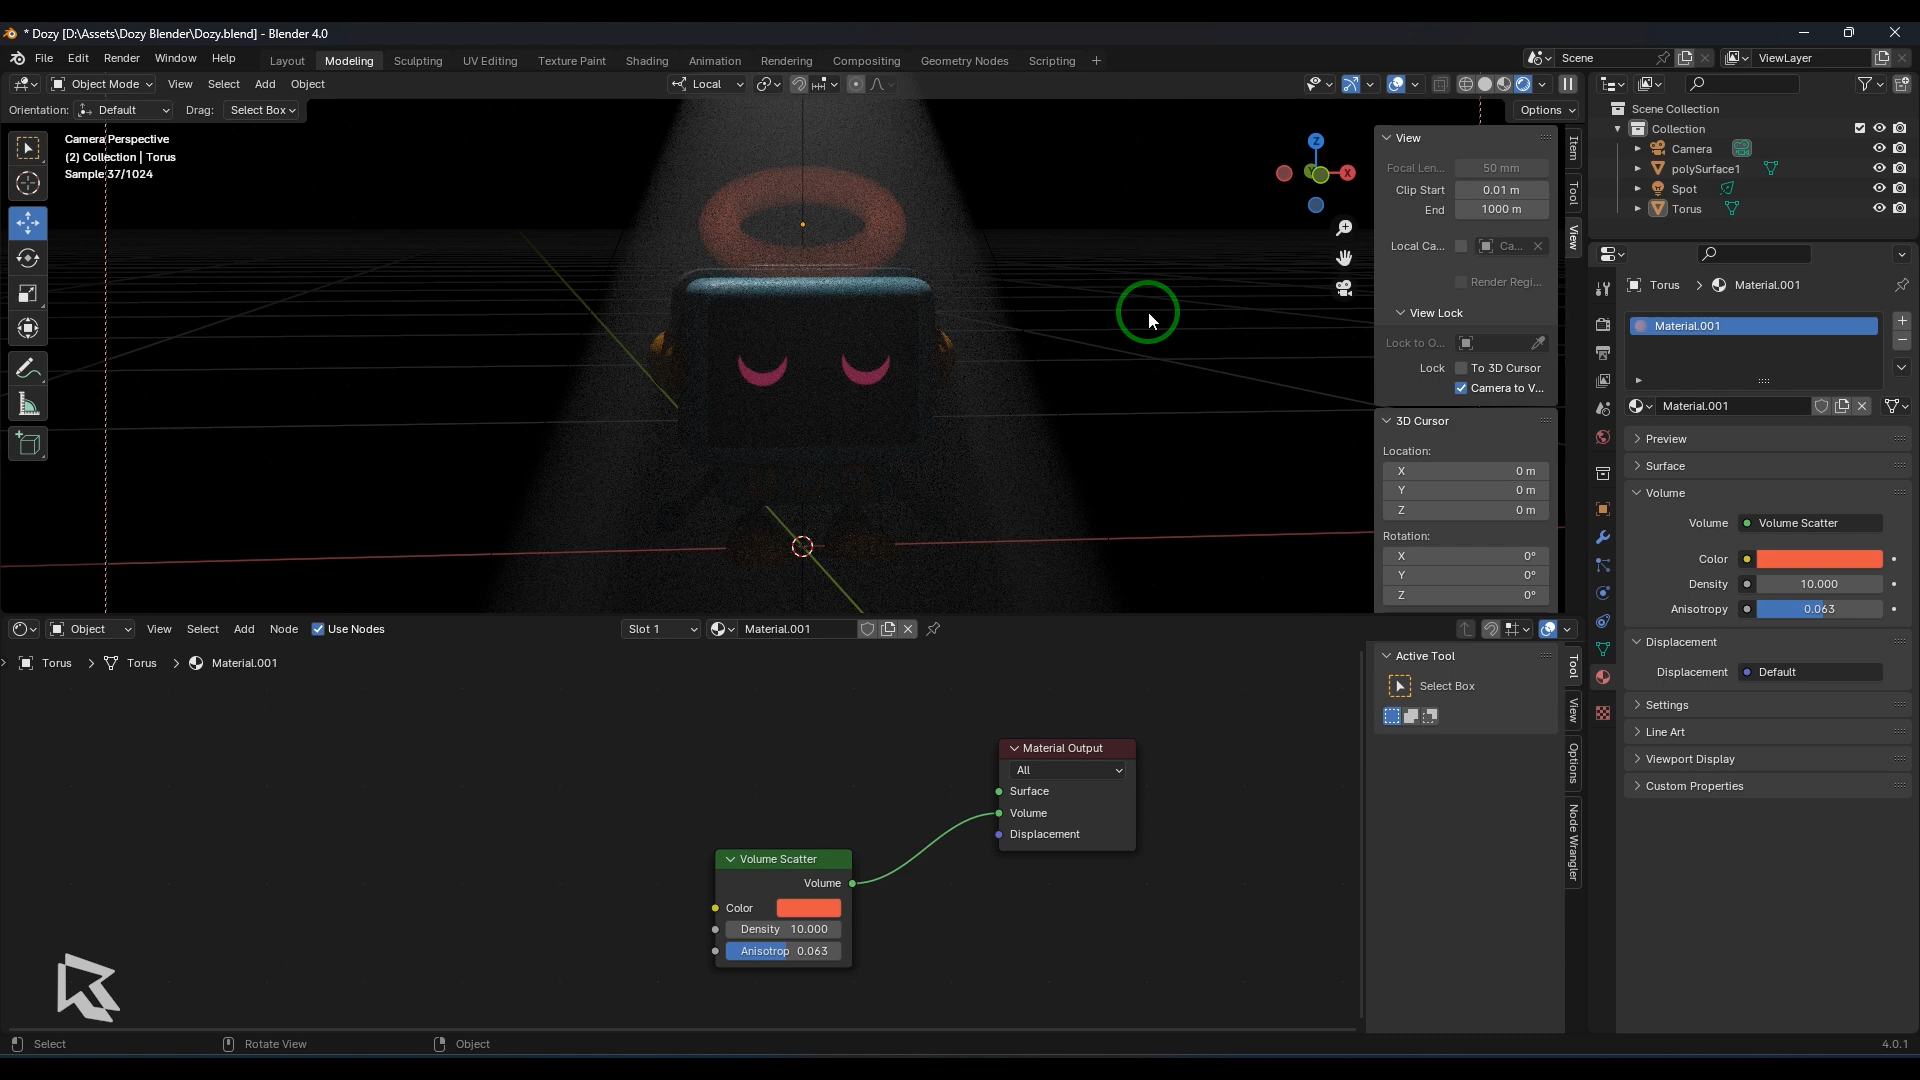 * Dozy [D:\Assets\Dozy Blender\Dozy.blend] - Blender 4.0
File Edit Render Window Help
Layout Modeling Sculpting UV Editing Texture Paint Shading Animation Rendering Compositing Geometry Nodes Scripting +
Scene
ViewLayer
Object Mode View Select Add Object
Local
Orientation: Default Drag: Select Box
Options
Camera Perspective
(2) Collection | Torus
Sample 37/1024
Z
X
Y
View
Focal Len... 50 mm
Clip Start 0.01 m
End 1000 m
Local Ca... Ca...
Render Regi...
View Lock
Lock to O...
Lock To 3D Cursor
Camera to V...
3D Cursor
Location:
X 0 m
Y 0 m
Z 0 m
Rotation:
X 0°
Y 0°
Z 0°
Item
Tool
View
Scene Collection
Collection
Camera
polySurface1
Spot
Torus
Torus Material.001
Material.001
Material.001
Preview
Surface
Volume
Volume Volume Scatter
Color
Density 10.000
Anisotropy 0.063
Displacement
Displacement Default
Settings
Line Art
Viewport Display
Custom Properties
Object View Select Add Node Use Nodes
Slot 1
Material.001
Torus Torus Material.001
Active Tool
Select Box
Tool
View
Options
Node Wrangler
Material Output
All
Surface
Volume
Displacement
Volume Scatter
Volume
Color
Density 10.000
Anisotrop 0.063
Select
Rotate View
Object
4.0.1